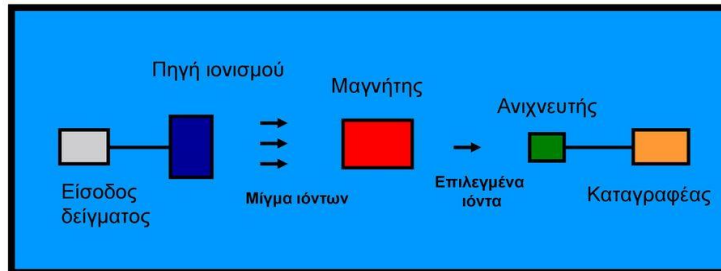 Πηγή ιονισμού
Μαγνήτης
Ανιχνευτής
Είσοδος
δείγματος
Μίγμα ιόντων
Επιλεγμένα
ιόντα
Καταγραφέας